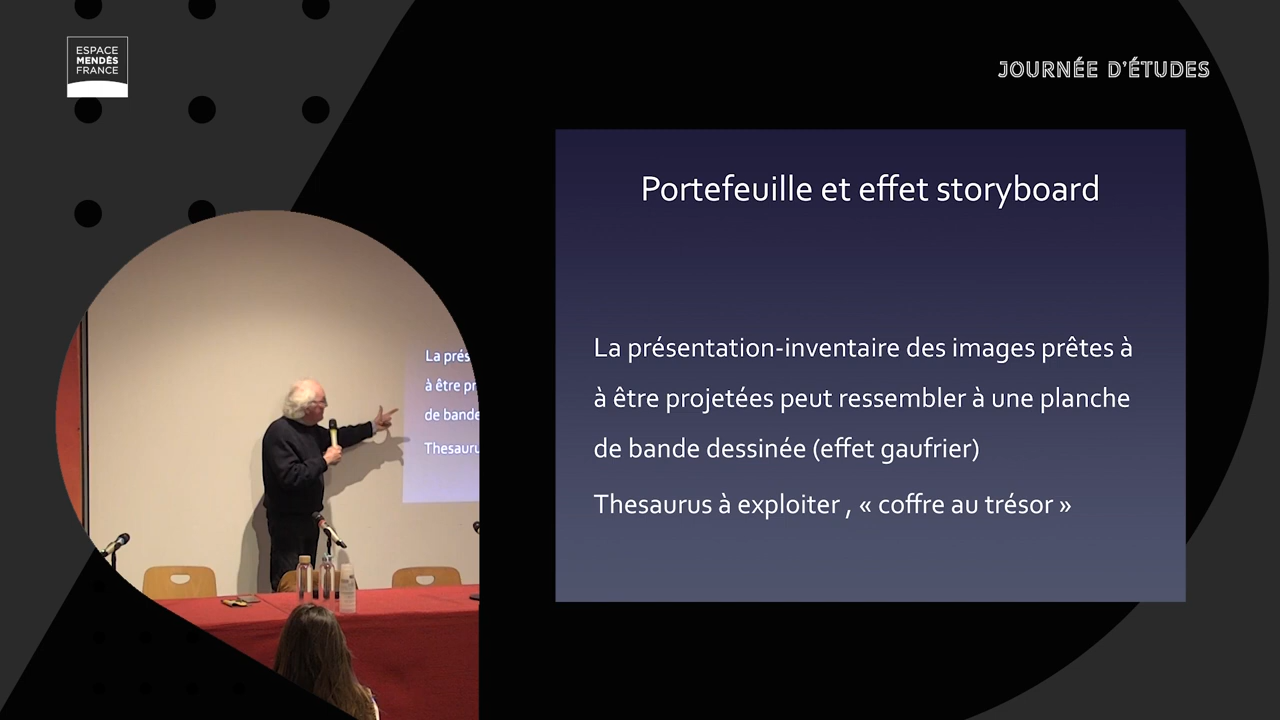 ESPACE
MENDÈS
FRANCE
JOURNÉE D'ÉTUDES
Portefeuille et effet storyboard
La présentation-inventaire des images prêtes à
à être projetées peut ressembler à une planche
de bande dessinée (effet gaufrier)
Thesaurus à exploiter , « coffre au trésor »
La prés
à être pr
de bande
Thesauru